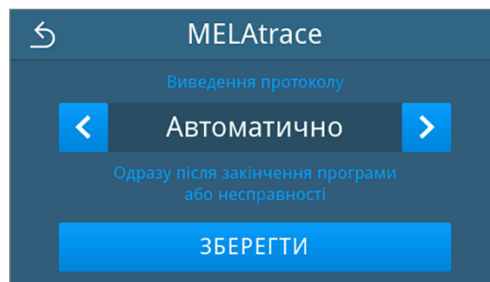 MELAtrace
Виведення протоколу
Автоматично
Одразу після закінчення програми
або несправності
ЗБЕРЕГТИ